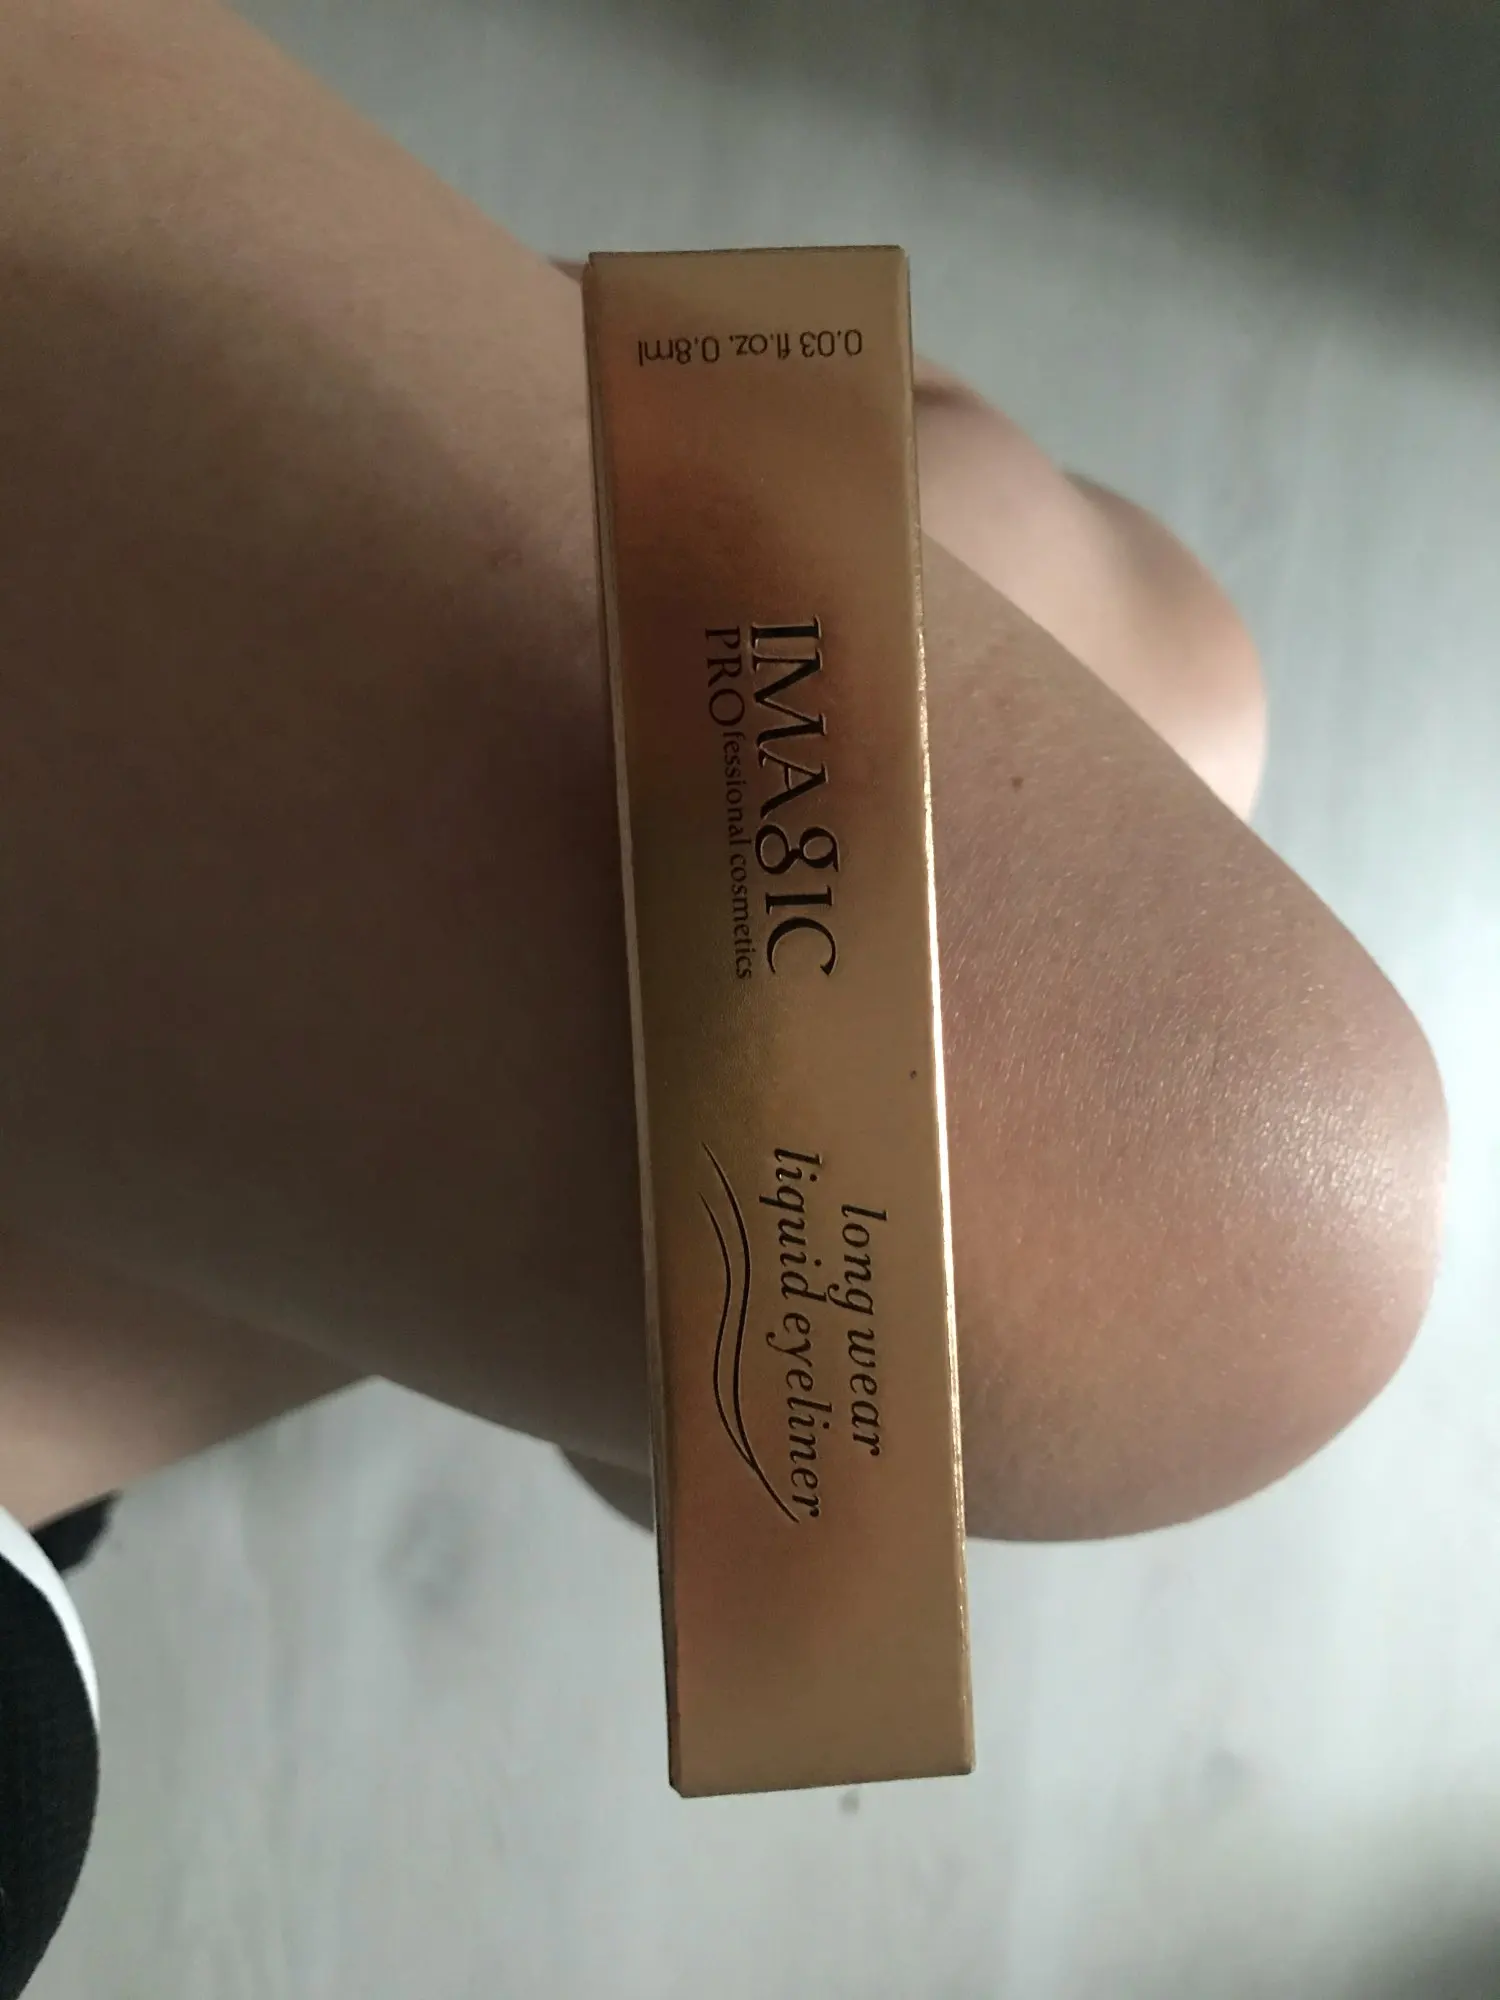 IMAgIC
PROfessional cosmetics
long wear
liquid eyeliner
0.03 fl.oz. 0.8ml